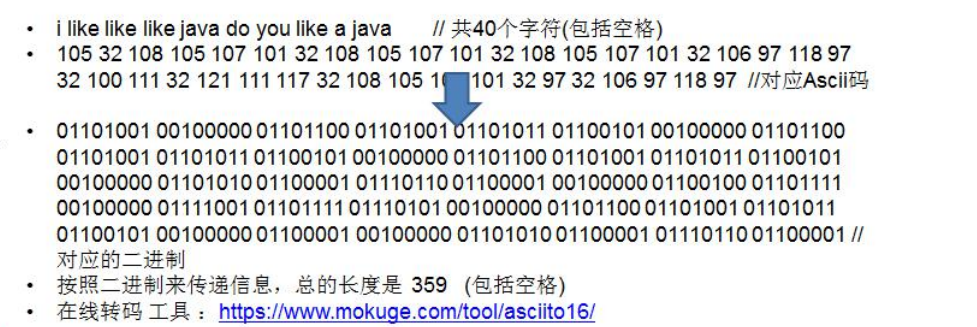 • i like like like java do you like a java // 共40个字符(包括空格)
• 105 32 108 105 107 101 32 108 105 107 101 32 108 105 107 101 32 106 97 118 97
32 100 111 32 121 111 117 32 108 105 101 32 97 32 106 97 118 97 //对应Ascii码
• 01101001 00100000 01101100 01101001 01101011 01100101 00100000 01101100
01101001 01101011 01100101 00100000 01101100 01101001 01101011 01100101
00100000 01101010 01100001 01110110 01100001 00100000 01100100 01101111
00100000 01111001 01101111 01110101 00100000 01101100 01101001 01101011
01100101 00100000 01100001 00100000 01101010 01100001 01110110 01100001 //
对应的二进制
• 按照二进制来传递信息，总的长度是 359 (包括空格)
• 在线转码 工具 ：https://www.mokuge.com/tool/asciito16/